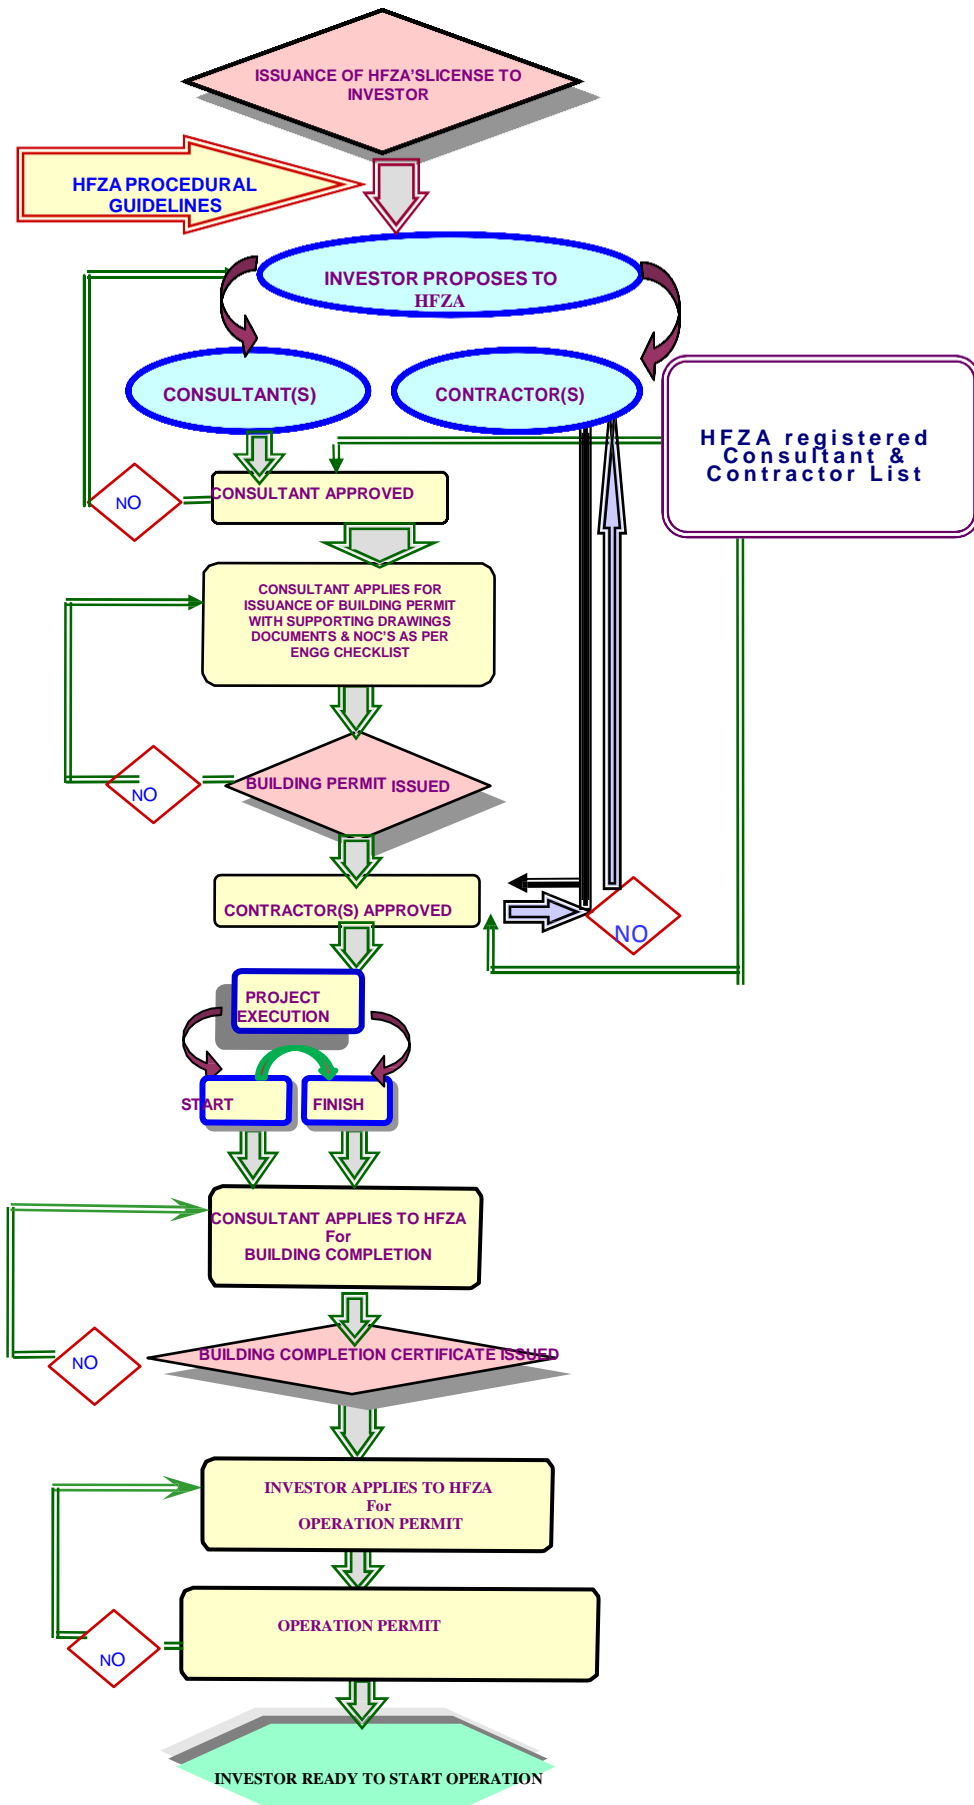 ISSUANCE OF HFZA'SLICENSE TO
INVESTOR
HFZA PROCEDURAL
GUIDELINES
INVESTOR PROPOSES TO
HFZA
CONSULTANT(S)
CONTRACTOR(S)
HFZA registered
Consultant &
Contractor List
CONSULTANT APPROVED
NO
CONSULTANT APPLIES FOR
ISSUANCE OF BUILDING PERMIT
WITH SUPPORTING DRAWINGS
DOCUMENTS & NOC'S AS PER
ENGG CHECKLIST
BUILDING PERMIT ISSUED
NO
CONTRACTOR(S) APPROVED
NO
PROJECT
EXECUTION
START
FINISH
CONSULTANT APPLIES TO HFZA
For
BUILDING COMPLETION
BUILDING COMPLETION CERTIFICATE ISSUED
NO
INVESTOR APPLIES TO HFZA
For
OPERATION PERMIT
OPERATION PERMIT
NO
INVESTOR READY TO START OPERATION